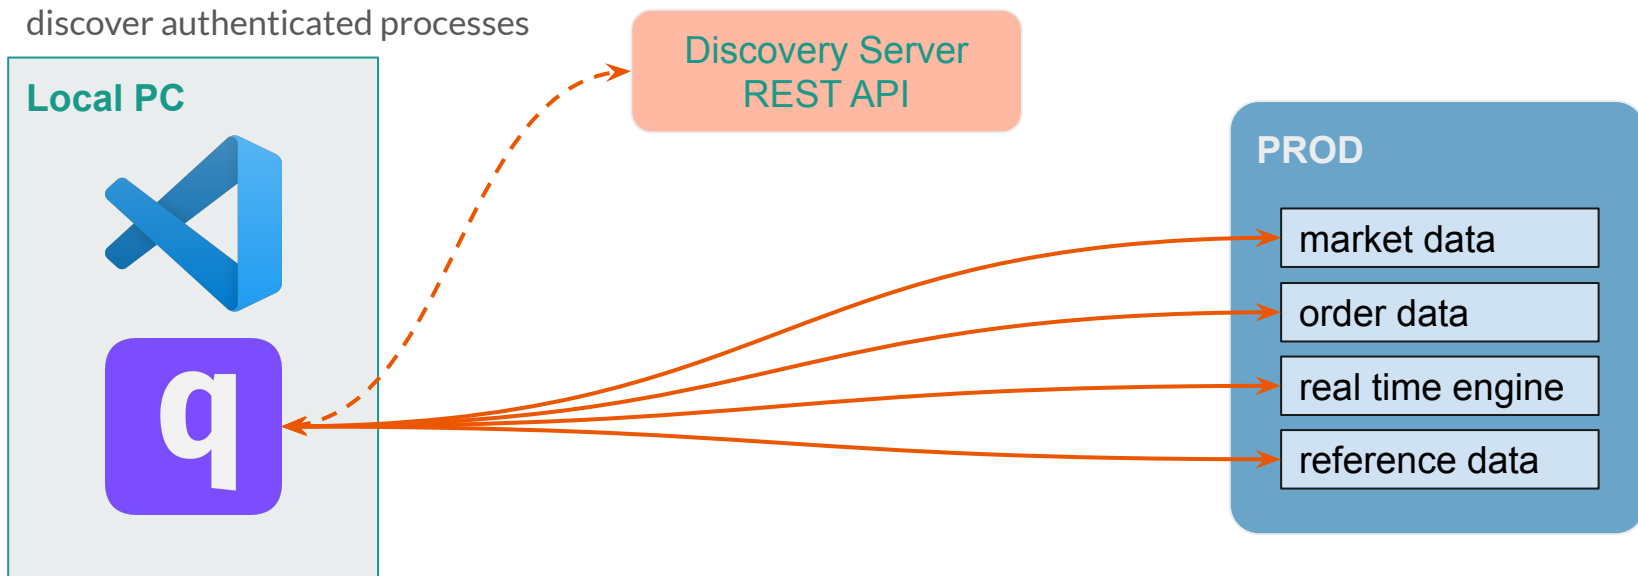 discover authenticated processes
Local PC
q
Discovery Server
REST API
PROD
market data
order data
real time engine
reference data